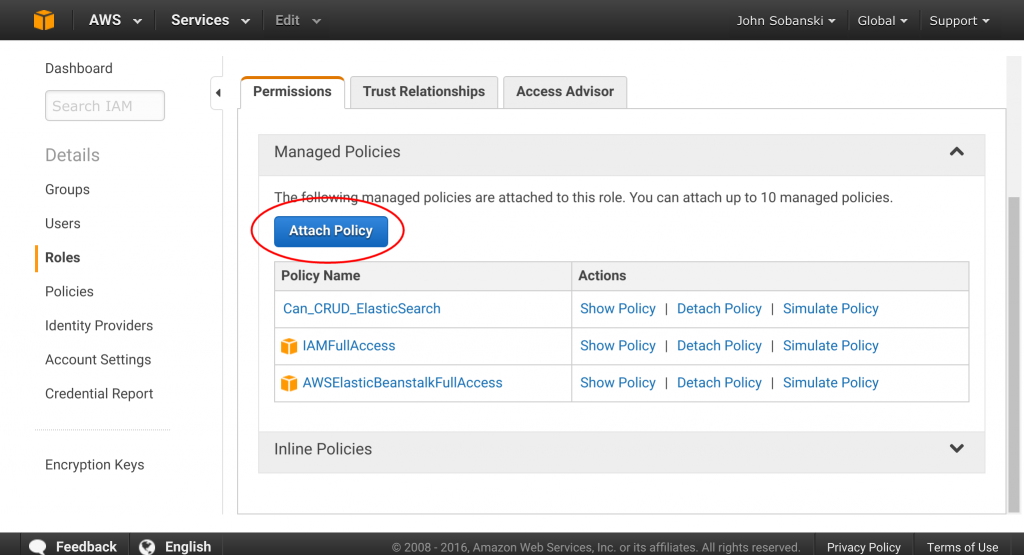 AWS Services Edit John Sobanski Global Support
Dashboard
Search IAM
Details
Groups
Users
Roles
Policies
Identity Providers
Account Settings
Credential Report
Encryption Keys
Permissions Trust Relationships Access Advisor
Managed Policies
The following managed policies are attached to this role. You can attach up to 10 managed policies.
Attach Policy
Policy Name Actions
Can_CRUD_ElasticSearch Show Policy | Detach Policy | Simulate Policy
IAMFullAccess Show Policy | Detach Policy | Simulate Policy
AWSElasticBeanstalkFullAccess Show Policy | Detach Policy | Simulate Policy
Inline Policies
Feedback English © 2008 - 2016, Amazon Web Services, Inc. or its affiliates. All rights reserved. Privacy Policy Terms of Use